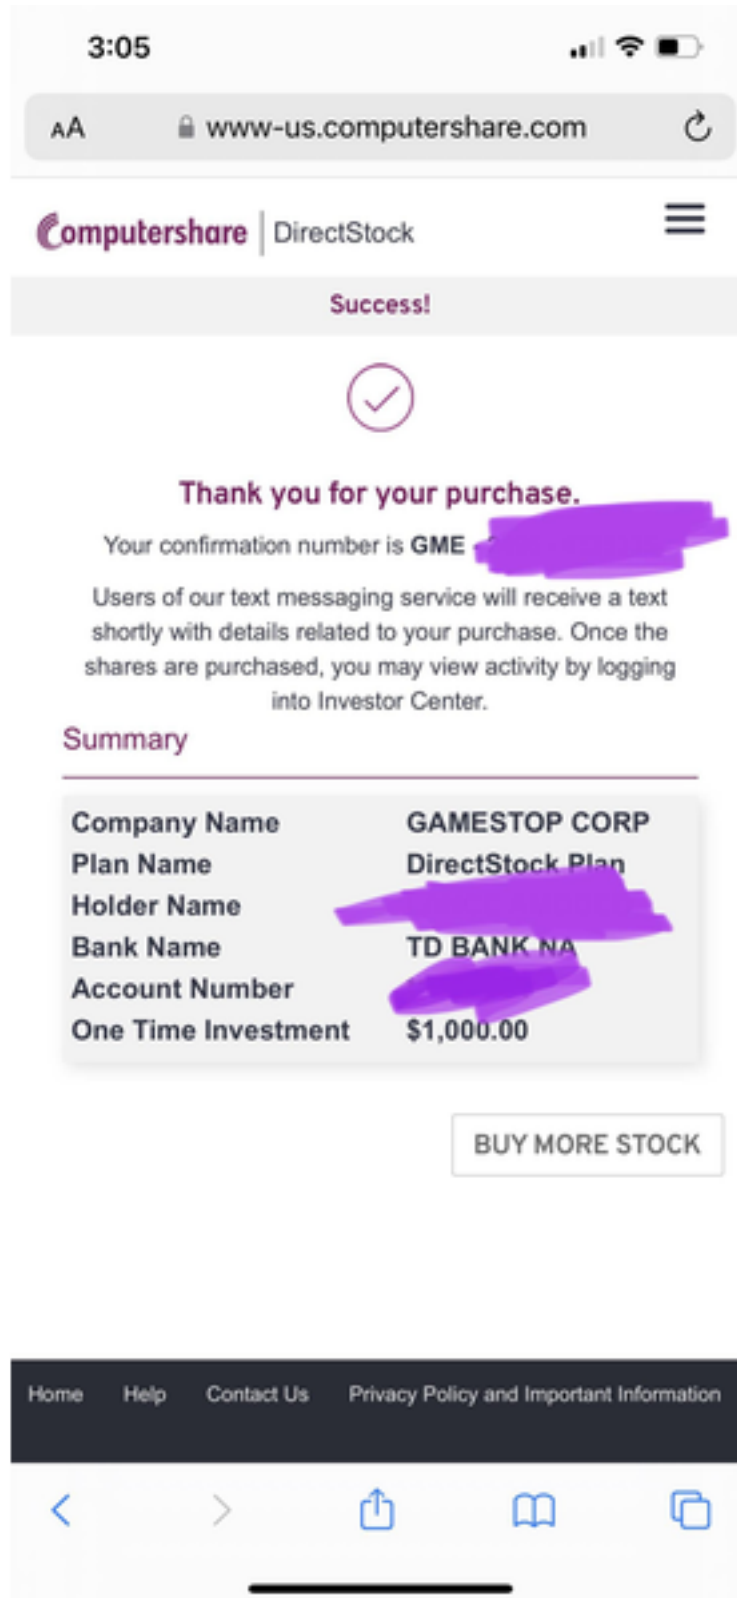 3:05
AA www-us.computershare.com
Computershare DirectStock
Success!
Thank you for your purchase.
Your confirmation number is GME -
Users of our text messaging service will receive a text
shortly with details related to your purchase. Once the
shares are purchased, you may view activity by logging
into Investor Center.
Summary
Company Name GAMESTOP CORP
Plan Name DirectStock Plan
Holder Name
Bank Name TD BANK NA
Account Number
One Time Investment $1,000.00
BUY MORE STOCK
Home Help Contact Us Privacy Policy and Important Information